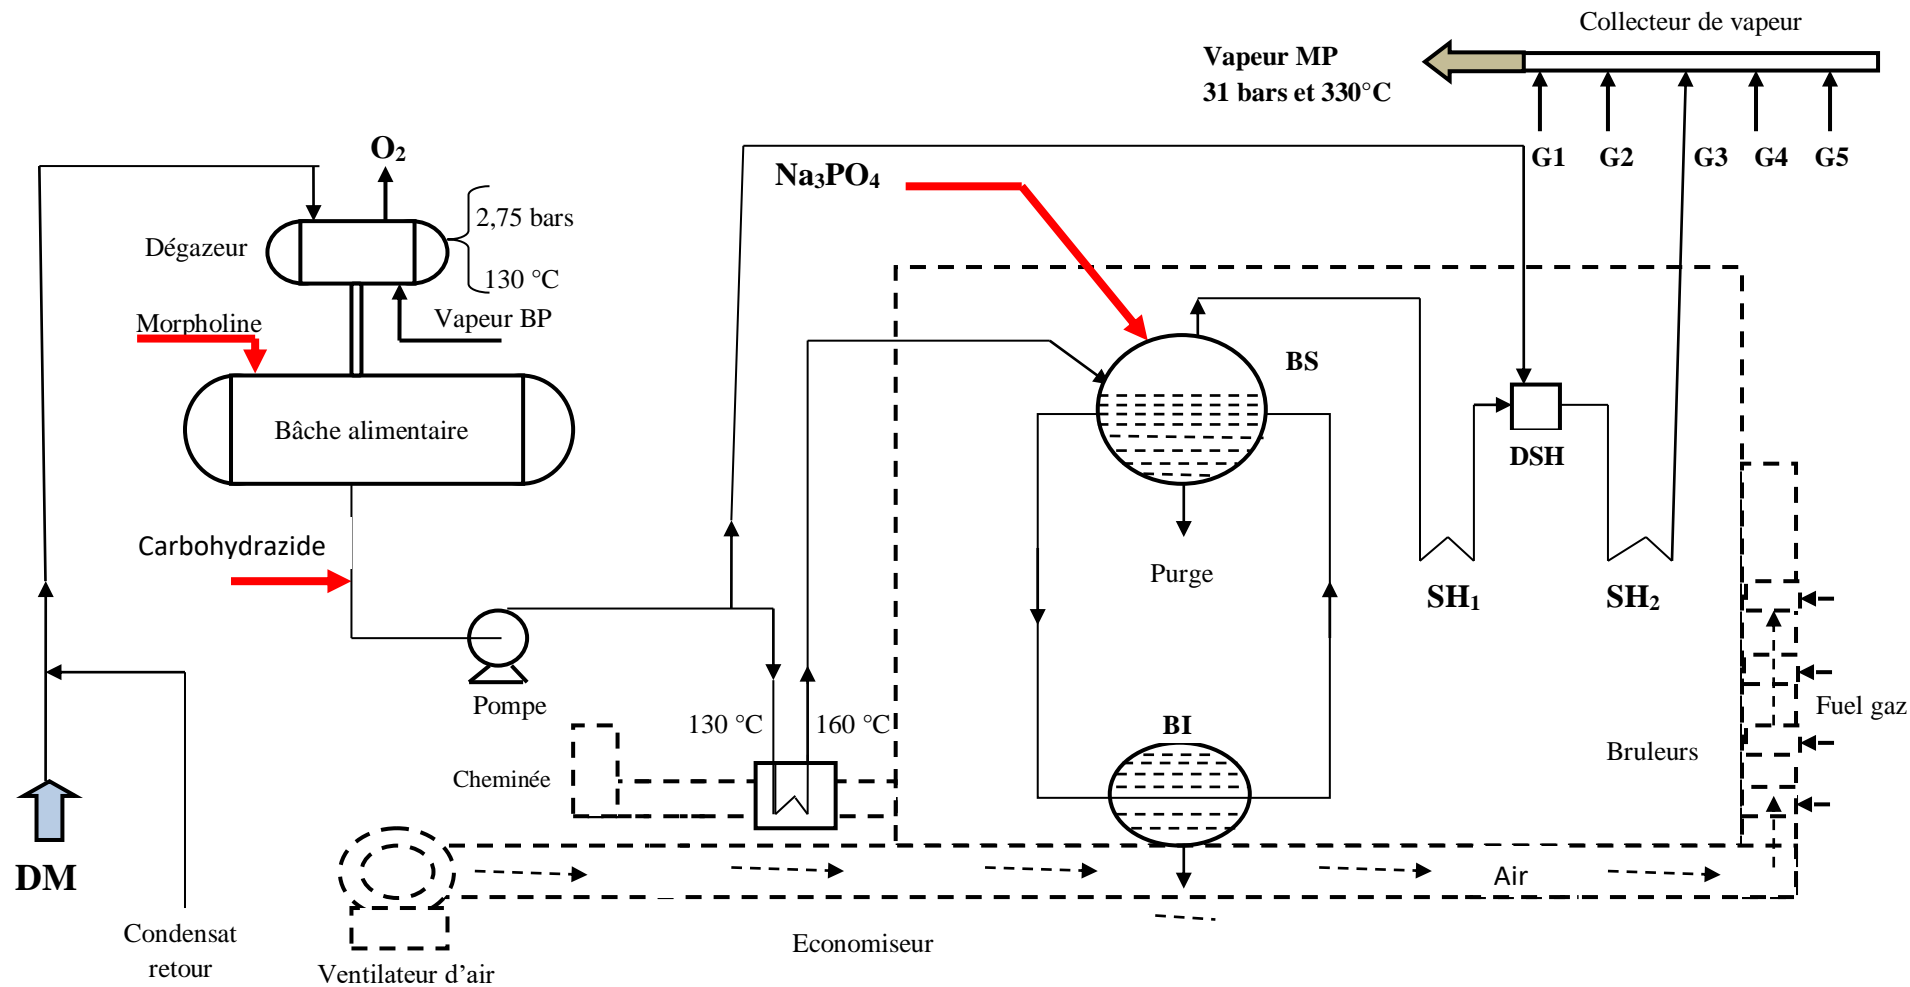 Collecteur de vapeur
Vapeur MP
31 bars et 330°C
O₂
Na₃PO₄
G1
G2
G3
G4
G5
2,75 bars
Dégazeur
130 °C
Vapeur BP
Morpholine
BS
Bâche alimentaire
DSH
Carbohydrazide
Purge
SH₁
SH₂
Pompe
130 °C
160 °C
BI
Fuel gaz
Bruleurs
Cheminée
DM
Air
Condensat
retour
Economiseur
Ventilateur d’air